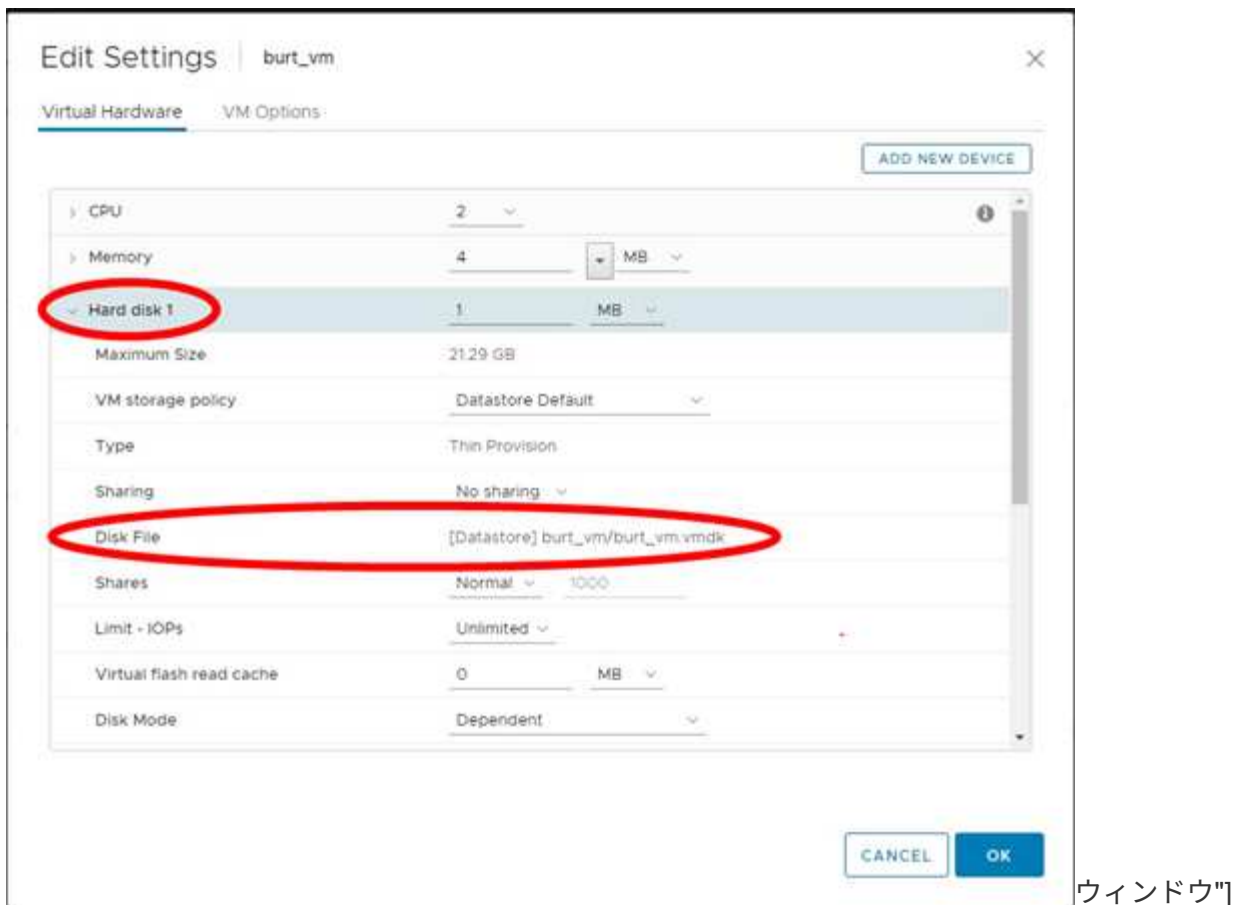 Edit Settings burt_vm
Virtual Hardware VM Options
ADD NEW DEVICE
CPU 2
Memory 4 MB
Hard disk 1 1 MB
Maximum Size 21.29 GB
VM storage policy Datastore Default
Type Thin Provision
Sharing No sharing
Disk File [Datastore] burt_vm/burt_vm.vmdk
Shares Normal 1000
Limit - IOPs Unlimited
Virtual flash read cache 0 MB
Disk Mode Dependent
CANCEL OK
ウィンドウ"]